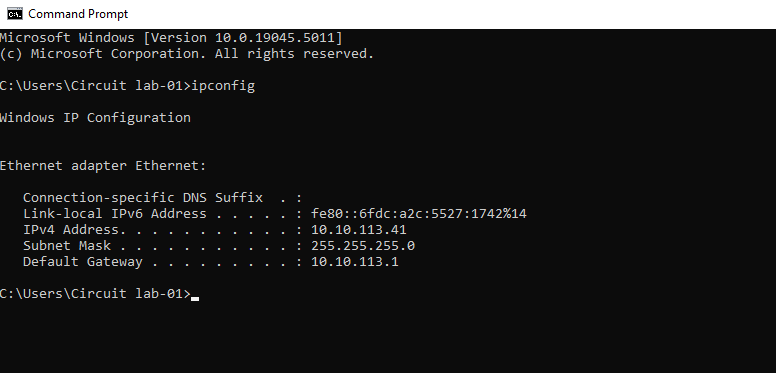 Command Prompt
Microsoft Windows [Version 10.0.19045.5011]
(c) Microsoft Corporation. All rights reserved.
C:\Users\Circuit lab-01>ipconfig
Windows IP Configuration
Ethernet adapter Ethernet:
   Connection-specific DNS Suffix  . :
   Link-local IPv6 Address . . . . . : fe80::6fdc:a2c:5527:1742%14
   IPv4 Address. . . . . . . . . . . : 10.10.113.41
   Subnet Mask . . . . . . . . . . . : 255.255.255.0
   Default Gateway . . . . . . . . . : 10.10.113.1
C:\Users\Circuit lab-01>